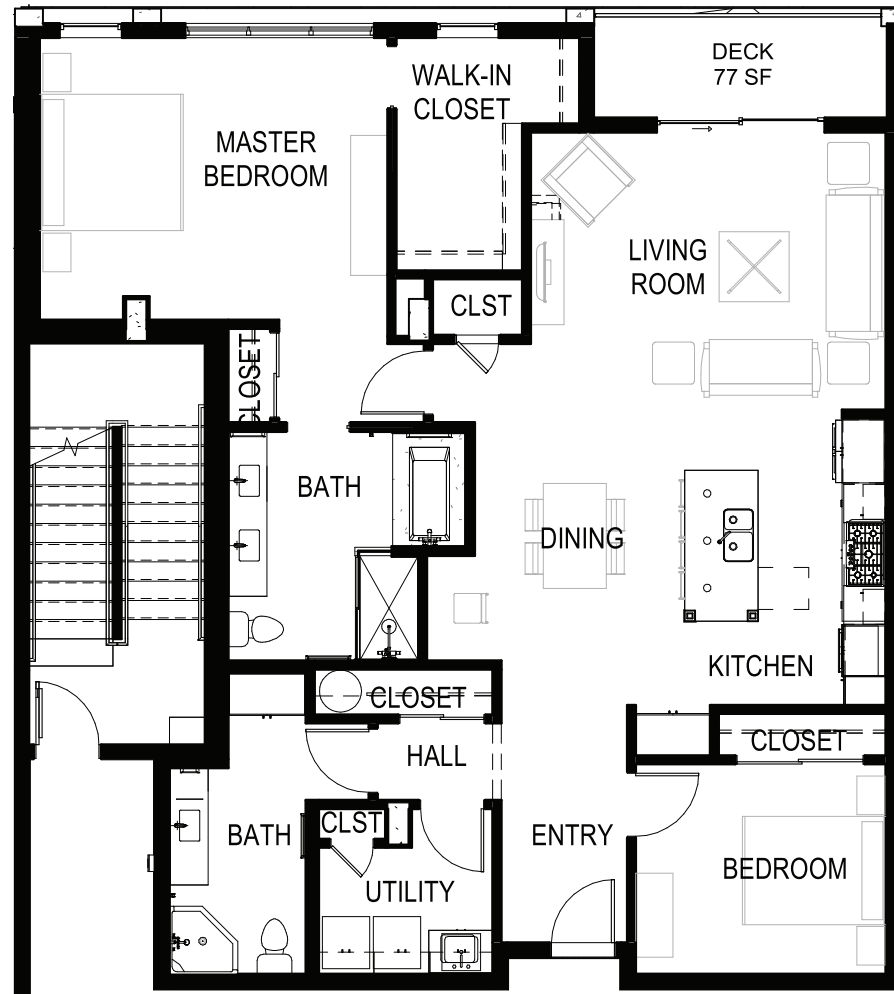 DECK
77 SF
WALK-IN
CLOSET
MASTER
BEDROOM
LIVING
ROOM
CLST
CLOSET
BATH
DINING
KITCHEN
CLOSET
CLOSET
HALL
CLST
BATH
ENTRY
UTILITY
BEDROOM